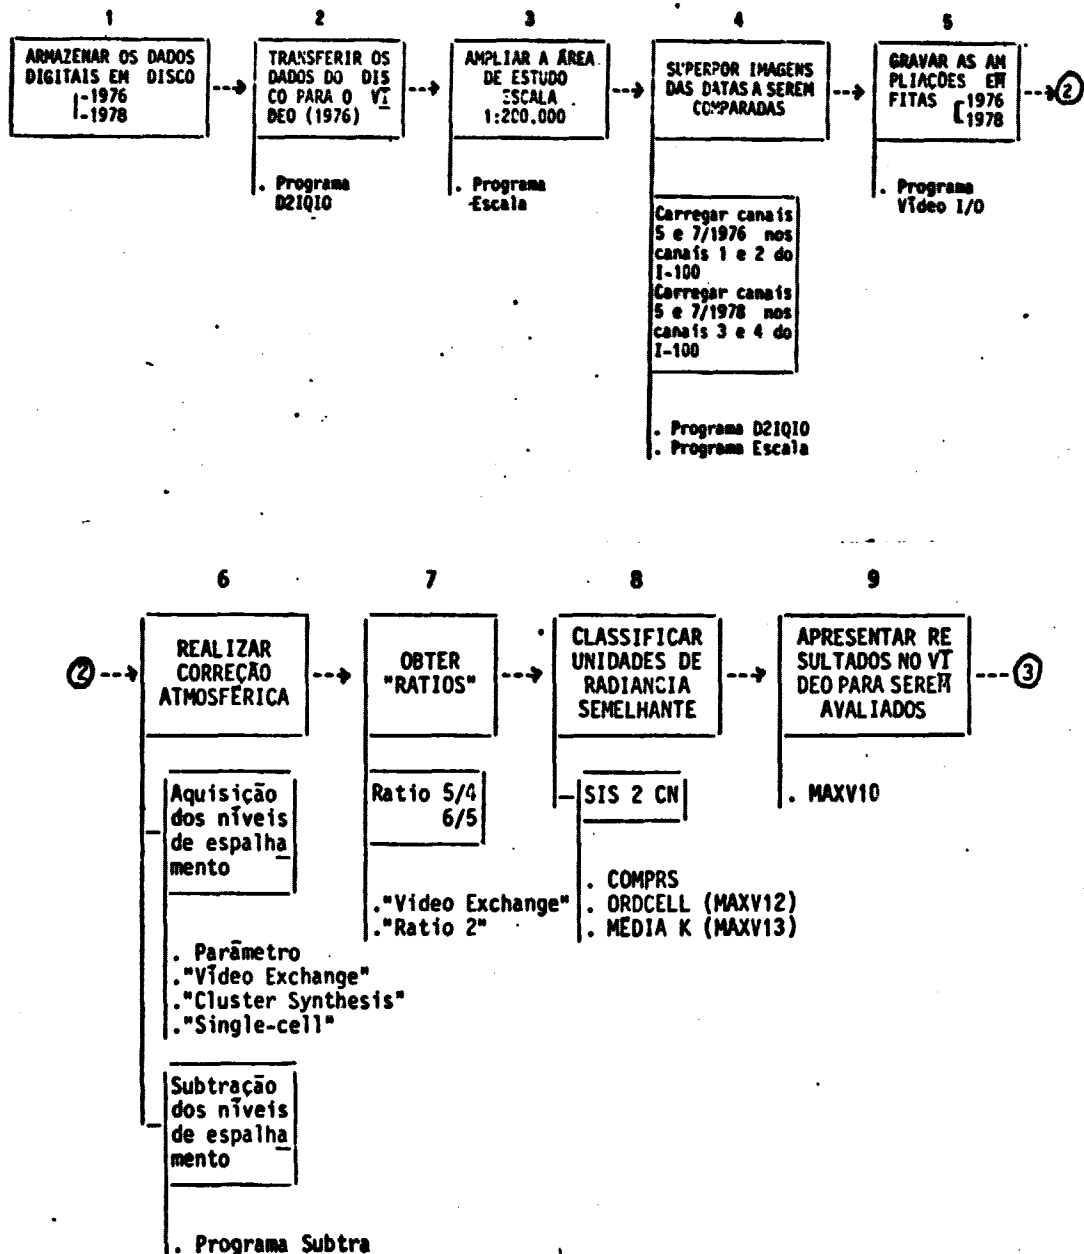 1
ARMAZENAR OS DADOS
DIGITAIS EM DISCO
-1976
-1978
2
TRANSFERIR OS
DADOS DO DIS
CO PARA O VÍ
DEO (1976)
. Programa
D2IQIO
3
AMPLIAR A ÁREA
DE ESTUDO
ESCALA
1:200.000
. Programa
Escala
4
SUPERPOR IMAGENS
DAS DATAS A SEREM
COMPARADAS
Carregar canais
5 e 7/1976 nos
canais 1 e 2 do
I-100
Carregar canais
5 e 7/1978 nos
canais 3 e 4 do
I-100
. Programa D2IQIO
. Programa Escala
5
GRAVAR AS AM
PLIAÇÕES EM
FITAS 1976
1978
. Programa
Vídeo I/O
2
2
6
REALIZAR
CORREÇÃO
ATMOSFÉRICA
Aquisição
dos níveis
de espalha
mento
. Parâmetro
."Vídeo Exchange"
."Cluster Synthesis"
."Single-cell"
Subtração
dos níveis
de espalha
mento
. Programa Subtra
7
OBTER
"RATIOS"
Ratio 5/4
6/5
."Video Exchange"
."Ratio 2"
8
CLASSIFICAR
UNIDADES DE
RADIANCIA
SEMELHANTE
SIS 2 CN
. COMPRS
. ORDCELL (MAXV12)
. MÉDIA K (MAXV13)
9
APRESENTAR RE
SULTADOS NO VÍ
DEO PARA SEREM
AVALIADOS
. MAXV10
3